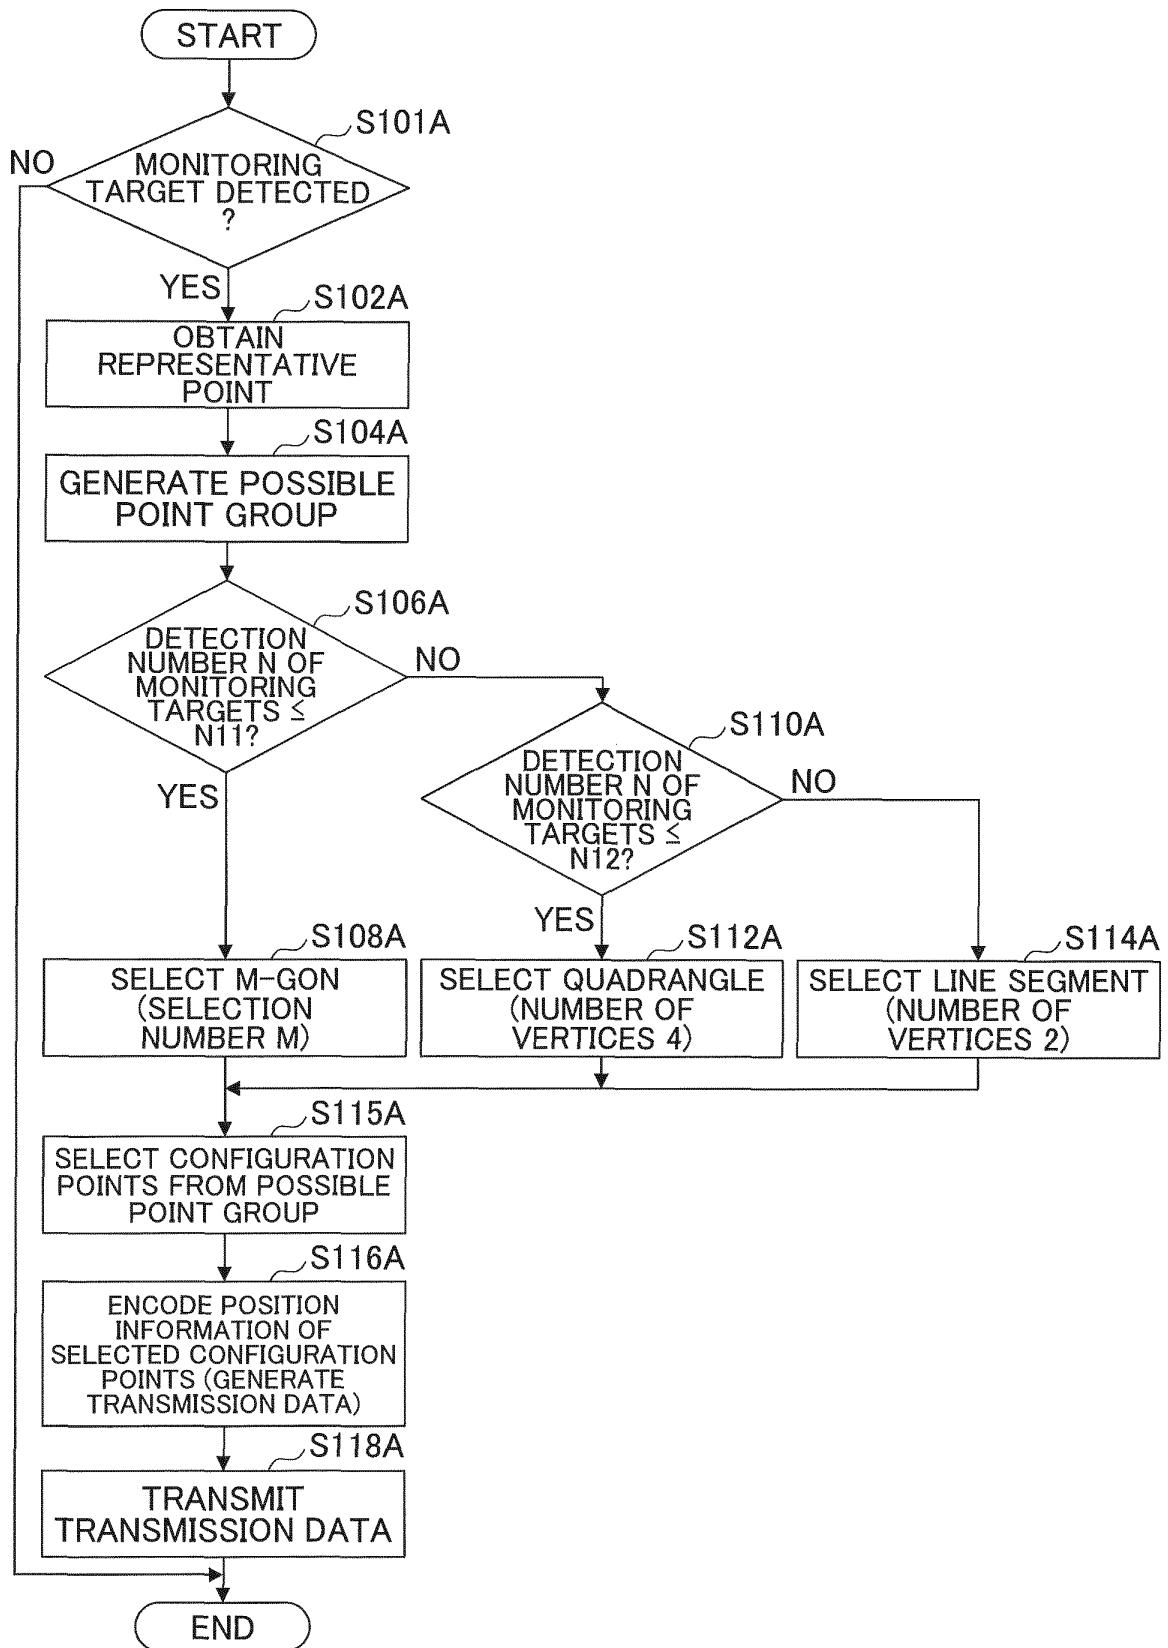 START
S101A
NO
MONITORING
TARGET DETECTED
?
YES
S102A
OBTAIN
REPRESENTATIVE
POINT
S104A
GENERATE POSSIBLE
POINT GROUP
S106A
DETECTION
NUMBER N OF
MONITORING
TARGETS ≤
N11?
NO
YES
S110A
DETECTION
NUMBER N OF
MONITORING
TARGETS ≤
N12?
NO
YES
S108A
SELECT M-GON
(SELECTION
NUMBER M)
S112A
SELECT QUADRANGLE
(NUMBER OF
VERTICES 4)
S114A
SELECT LINE SEGMENT
(NUMBER OF
VERTICES 2)
S115A
SELECT CONFIGURATION
POINTS FROM POSSIBLE
POINT GROUP
S116A
ENCODE POSITION
INFORMATION OF
SELECTED CONFIGURATION
POINTS (GENERATE
TRANSMISSION DATA)
S118A
TRANSMIT
TRANSMISSION DATA
END